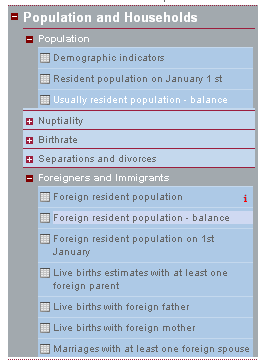 Population and Households
Population
Demographic indicators
Resident population on January 1 st
Usually resident population - balance
Nuptiality
Birthrate
Separations and divorces
Foreigners and Immigrants
Foreign resident population i
Foreign resident population - balance
Foreign resident population on 1st
January
Live births estimates with at least one
foreign parent
Live births with foreign father
Live births with foreign mother
Marriages with at least one foreign spouse